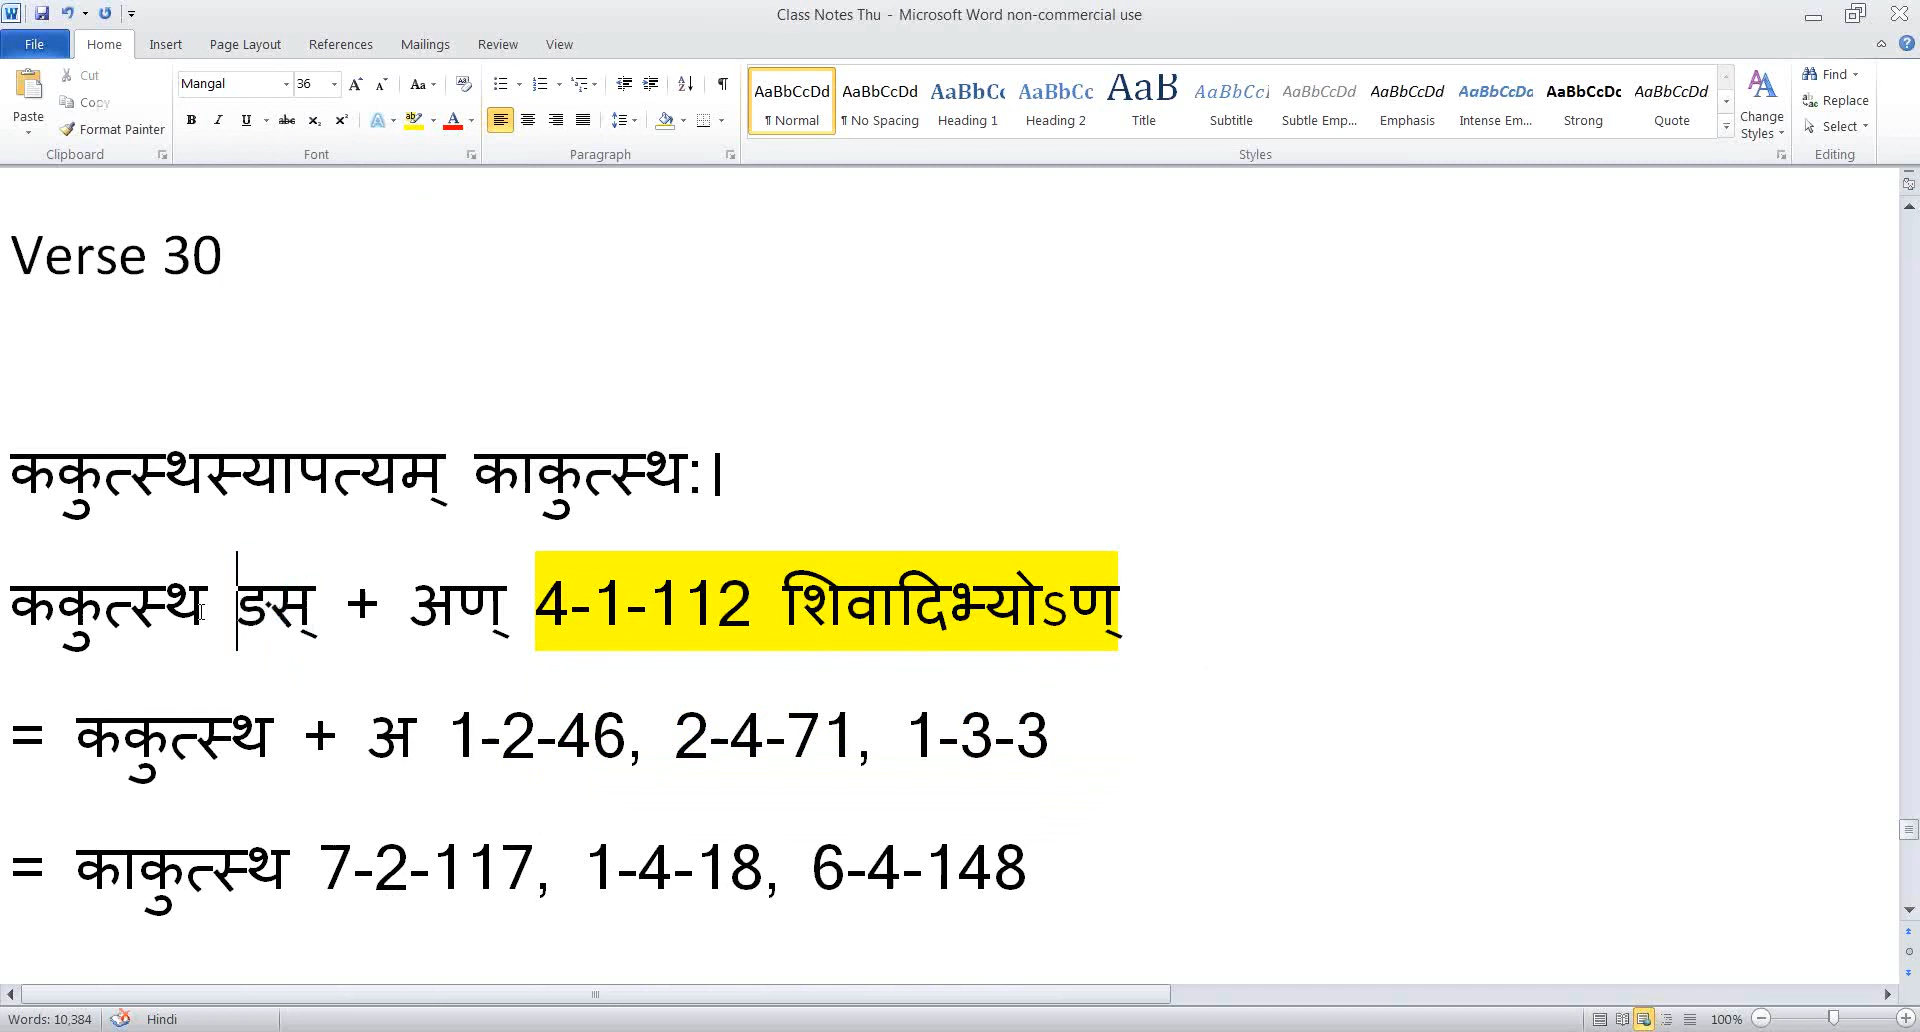 Class Notes Thu - Microsoft Word non-commercial use
File Home Insert Page Layout References Mailings Review View
Paste
Cut
Copy
Format Painter
Clipboard
Mangal 36
Font
Paragraph
AaBbCcDd AaBbCcDd AaBbCc AaBbCc AaB AaBbCcI AaBbCcDd AaBbCcDd AaBbCcDd AaBbCcDc AaBbCcDd
¶ Normal ¶ No Spacing Heading 1 Heading 2 Title Subtitle Subtle Emp... Emphasis Intense Em... Strong Quote
Styles
Change Styles
Find
Replace
Select
Editing
Verse 30
ककुत्स्थस्यापत्यम् काकुत्स्थ:।
ककुत्स्थ ङस् + अण् 4-1-112 शिवादिभ्योऽण्
= ककुत्स्थ + अ 1-2-46, 2-4-71, 1-3-3
= काकुत्स्थ 7-2-117, 1-4-18, 6-4-148
Words: 10,384 Hindi 100%